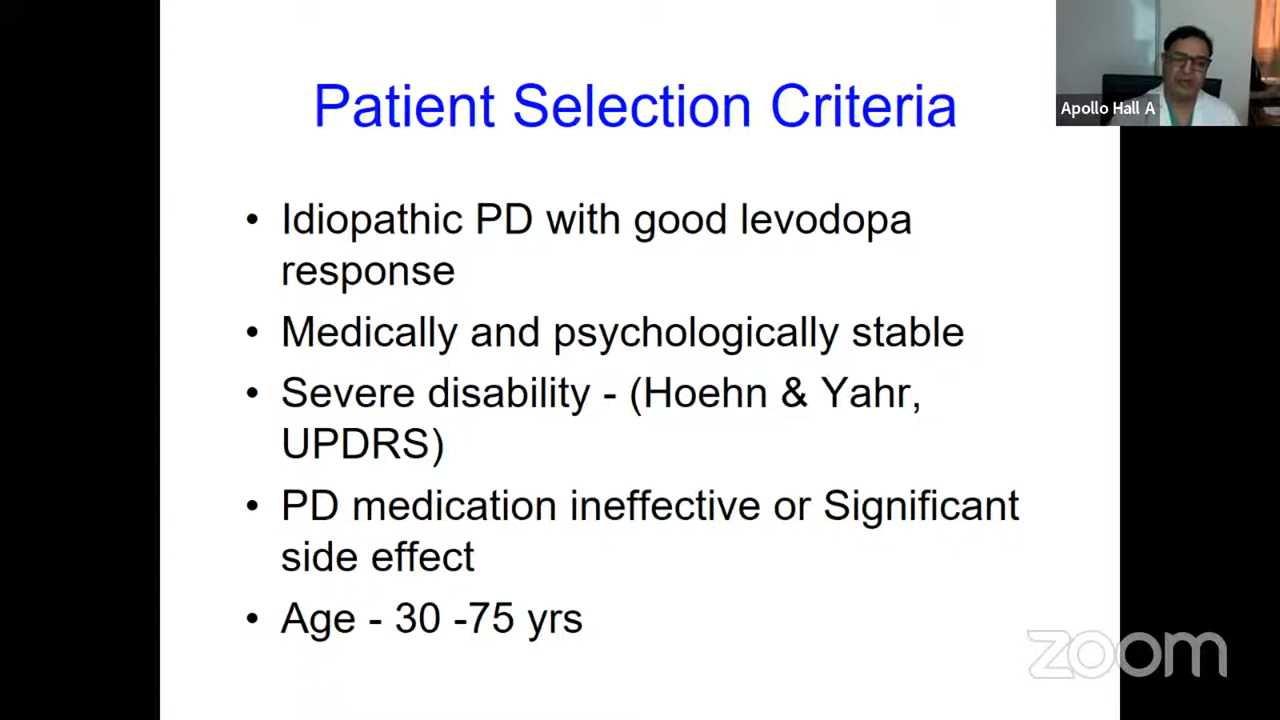 Patient Selection Criteria
Apollo Hall A
• Idiopathic PD with good levodopa
response
• Medically and psychologically stable
• Severe disability - (Hoehn & Yahr,
UPDRS)
• PD medication ineffective or Significant
side effect
• Age - 30 -75 yrs
zoom